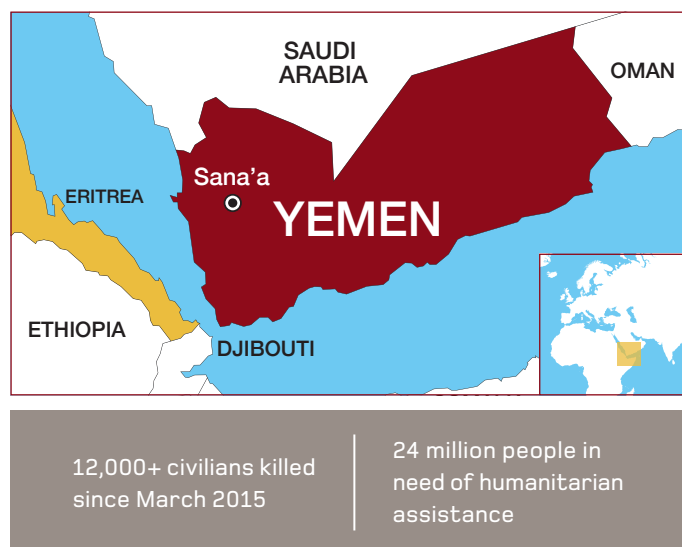 SAUDI
ARABIA
OMAN
Sana’a
ERITREA
YEMEN
ETHIOPIA
DJIBOUTI
12,000+ civilians killed
since March 2015
24 million people in
need of humanitarian
assistance